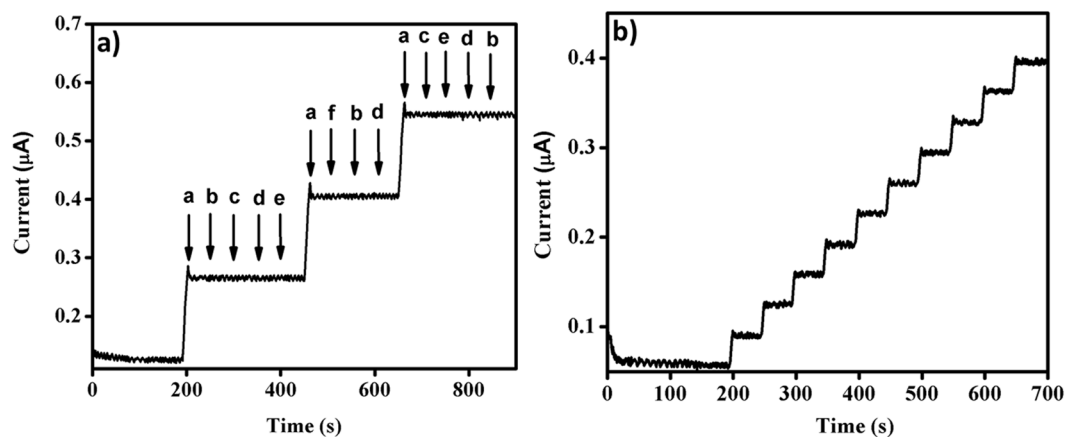 a)
Current (µA)
0.7
0.6
0.5
0.4
0.3
0.2
a b c d e
a f b d
a c e d b
0 200 400 600 800
Time (s)
b)
Current (µA)
0.4
0.3
0.2
0.1
0 100 200 300 400 500 600 700
Time (s)